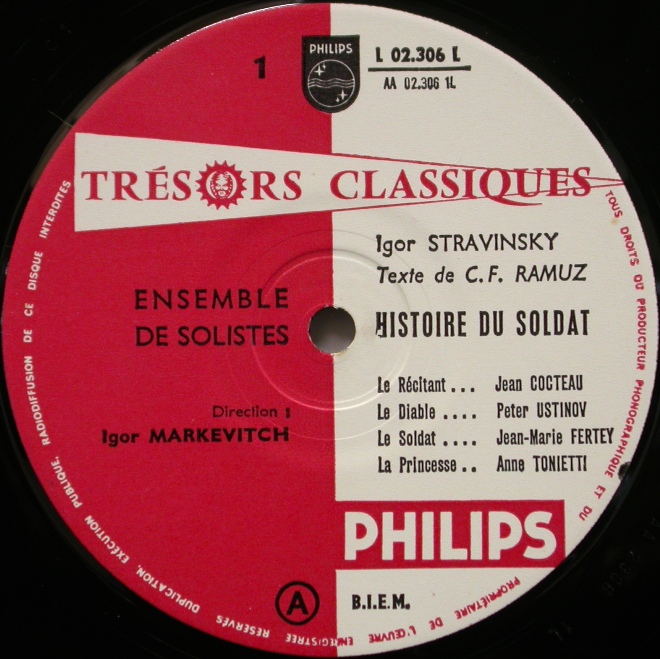 1
PHILIPS
L 02.306 L
AA 02.306 1L
TRÉSORS CLASSIQUES
Igor STRAVINSKY
Texte de C.F. RAMUZ
ENSEMBLE
DE SOLISTES
HISTOIRE DU SOLDAT
Direction :
Igor MARKEVITCH
Le Récitant ... Jean COCTEAU
Le Diable .... Peter USTINOV
Le Soldat .... Jean-Marie FERTEY
La Princesse .. Anne TONIETTI
PHILIPS
A
B.I.E.M.
TOUS DROITS DU PRODUCTEUR PHONOGRAPHIQUE ET DU PROPRIÉTAIRE DE L'ŒUVRE ENREGISTREE RESERVÉS DUPLICATION, EXÉCUTION PUBLIQUE, RADIODIFFUSION DE CE DISQUE INTERDITES